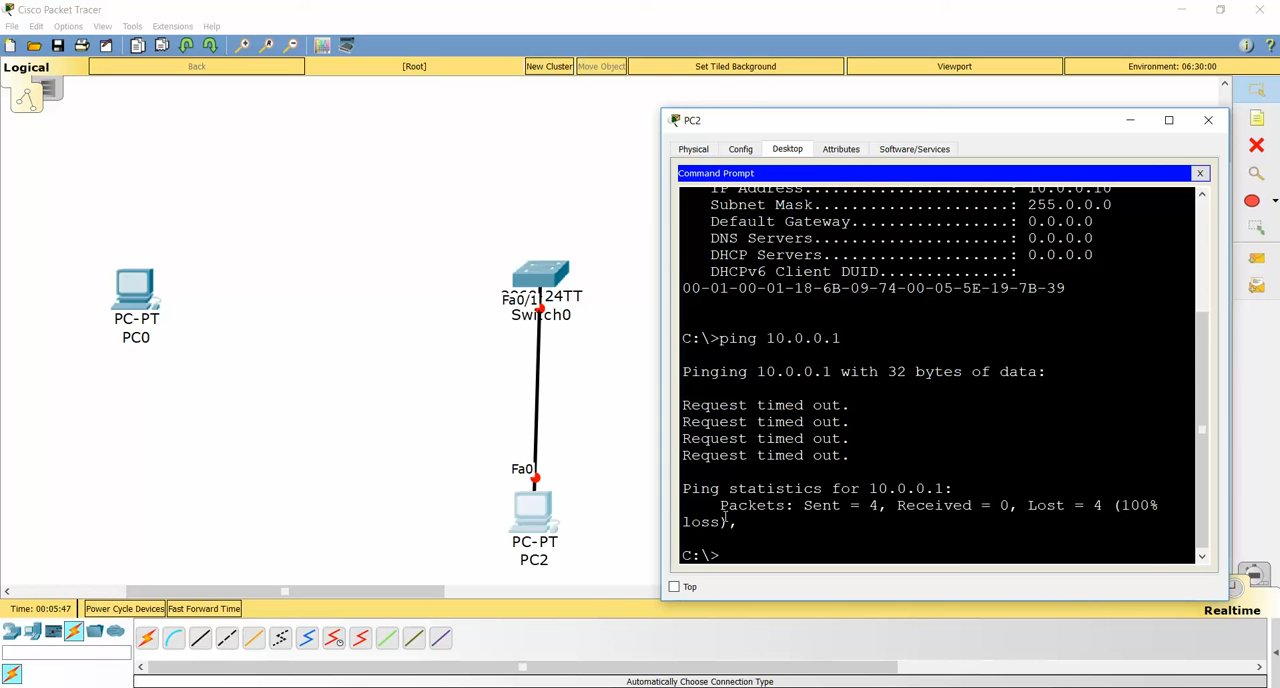 Cisco Packet Tracer
File Edit Options View Tools Extensions Help
Logical Back [Root] New Cluster Move Object Set Tiled Background Viewport Environment: 06:30:00
PC2
Physical Config Desktop Attributes Software/Services
Command Prompt X
IP Address......................: 10.0.0.10
Subnet Mask.....................: 255.0.0.0
Default Gateway.................: 0.0.0.0
DNS Servers.....................: 0.0.0.0
DHCP Servers....................: 0.0.0.0
DHCPv6 Client DUID..............:
00-01-00-01-18-6B-09-74-00-05-5E-19-7B-39
C:\>ping 10.0.0.1
Pinging 10.0.0.1 with 32 bytes of data:
Request timed out.
Request timed out.
Request timed out.
Request timed out.
Ping statistics for 10.0.0.1:
Packets: Sent = 4, Received = 0, Lost = 4 (100%
loss),
C:\>
Top
PC-PT
PC0
24TT
Fa0/1
Switch0
Fa0
PC-PT
PC2
Time: 00:05:47 Power Cycle Devices Fast Forward Time
Realtime
Automatically Choose Connection Type